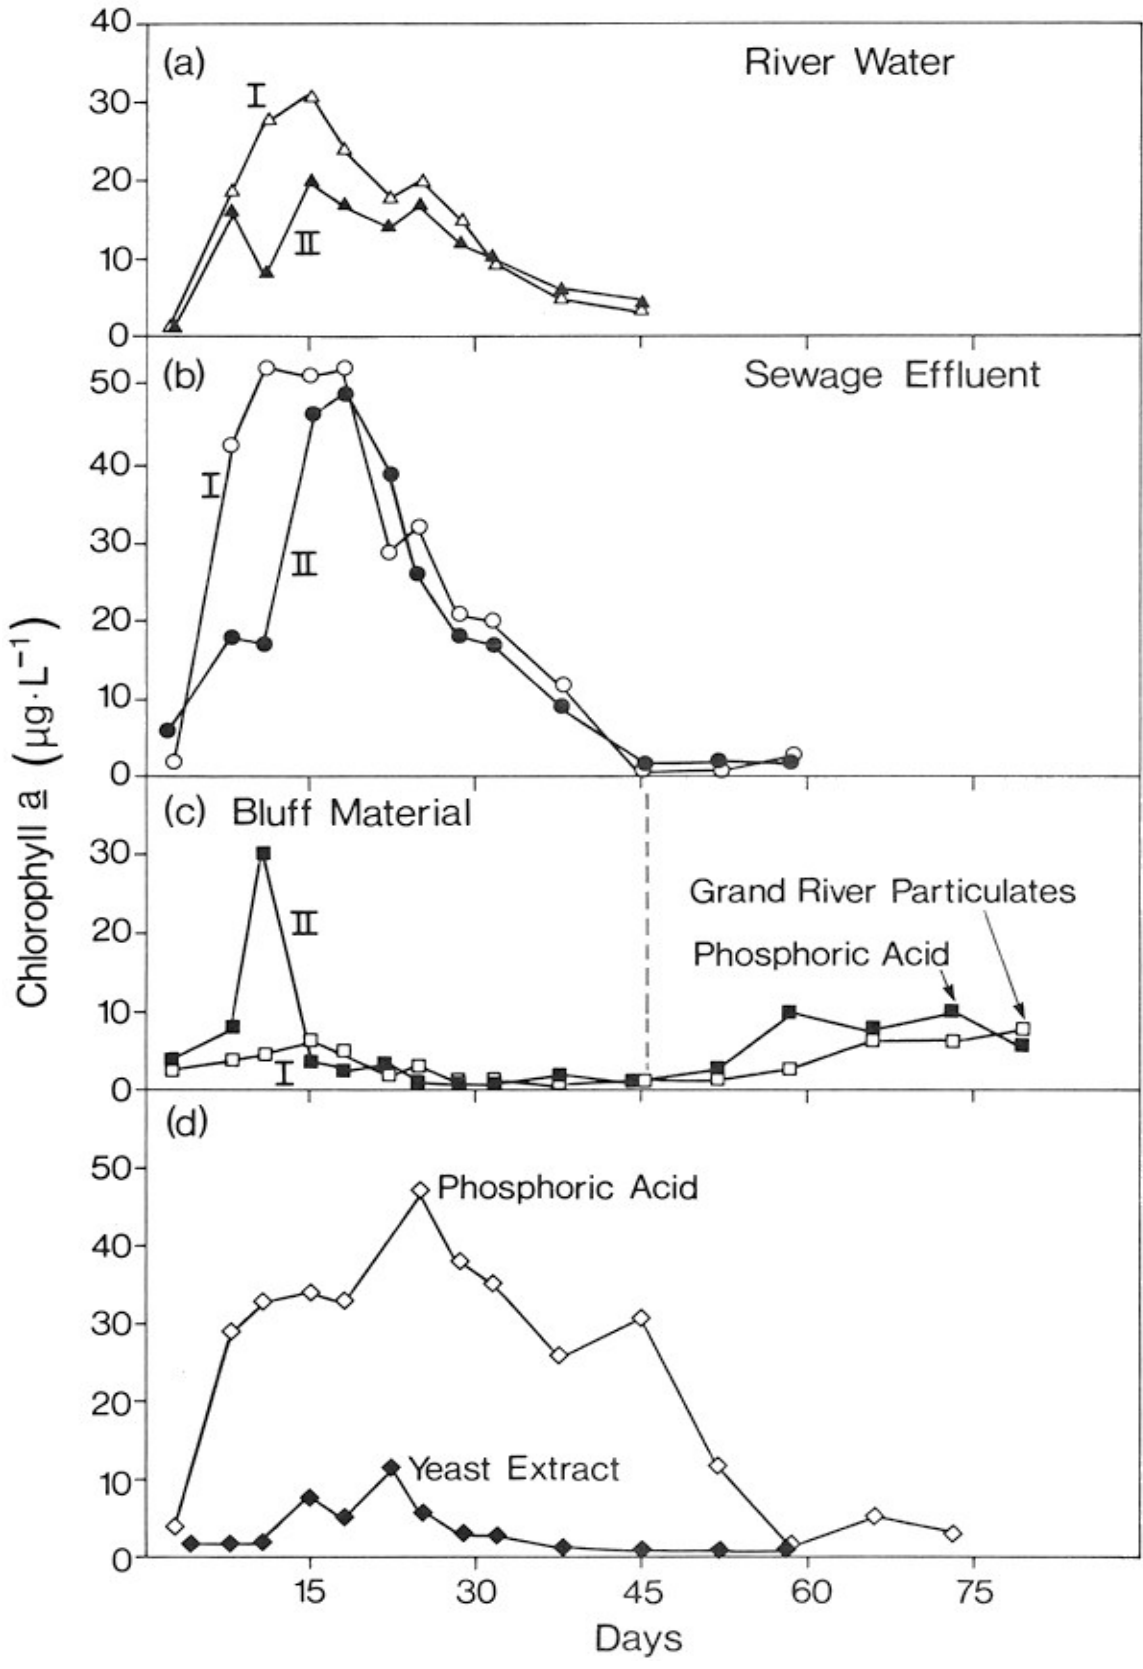 40
(a)
River Water
I
30
20
II
10
0
(b)
Sewage Effluent
50
40
I
30
II
20
10
0
(c) Bluff Material
30
II
Grand River Particulates
20
Phosphoric Acid
10
I
0
(d)
50
Phosphoric Acid
40
30
20
10
Yeast Extract
0
15 30 45 60 75
Days
Chlorophyll a (µg·L⁻¹)